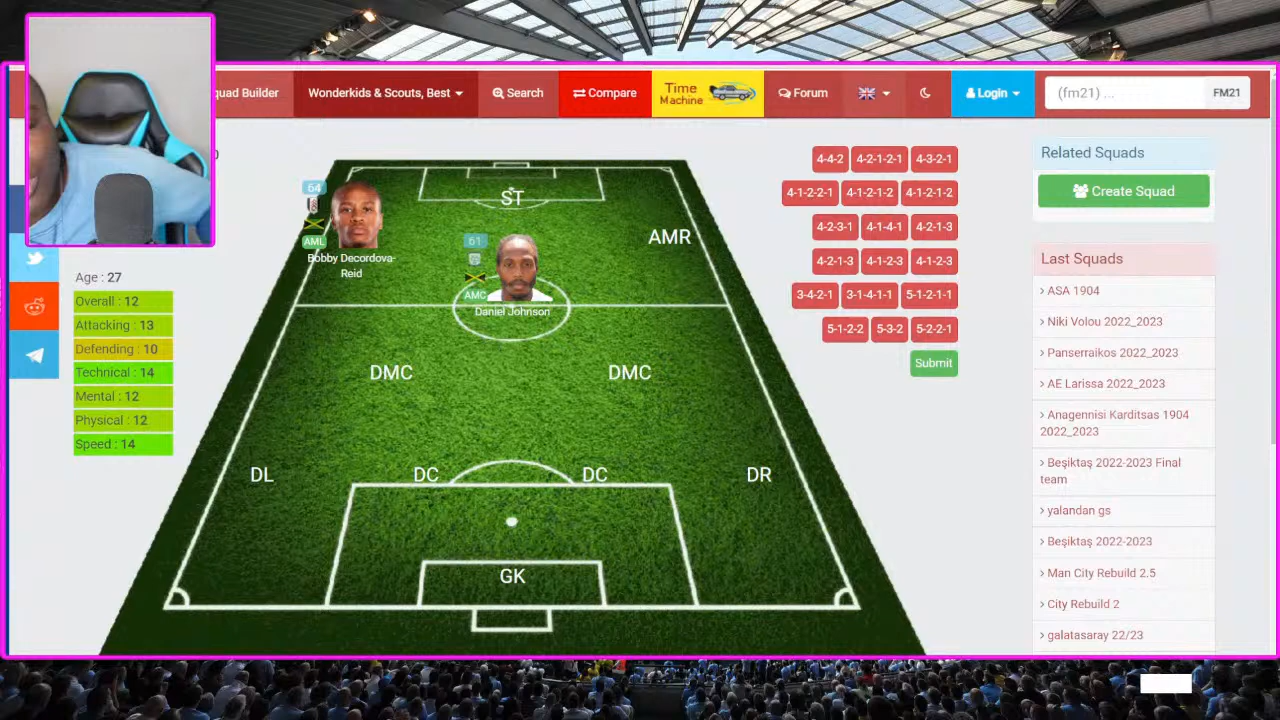 quad Builder
Wonderkids & Scouts, Best
Search
Compare
Time
Machine
Forum
Login
(fm21) ...
FM21
0
Age : 27
Overall : 12
Attacking : 13
Defending : 10
Technical : 14
Mental : 12
Physical : 12
Speed : 14
64
AML
Bobby Decordova-
Reid
ST
61
AMC
Daniel Johnson
AMR
DMC
DMC
DL
DC
DC
DR
GK
4-4-2
4-2-1-2-1
4-3-2-1
4-1-2-2-1
4-1-2-1-2
4-1-2-1-2
4-2-3-1
4-1-4-1
4-2-1-3
4-2-1-3
4-1-2-3
4-1-2-3
3-4-2-1
3-1-4-1-1
5-1-2-1-1
5-1-2-2
5-3-2
5-2-2-1
Submit
Related Squads
Create Squad
Last Squads
ASA 1904
Niki Volou 2022_2023
Panserraikos 2022_2023
AE Larissa 2022_2023
Anagennisi Karditsas 1904
2022_2023
Beşiktaş 2022-2023 Final
team
yalandan gs
Beşiktaş 2022-2023
Man City Rebuild 2.5
City Rebuild 2
galatasaray 22/23